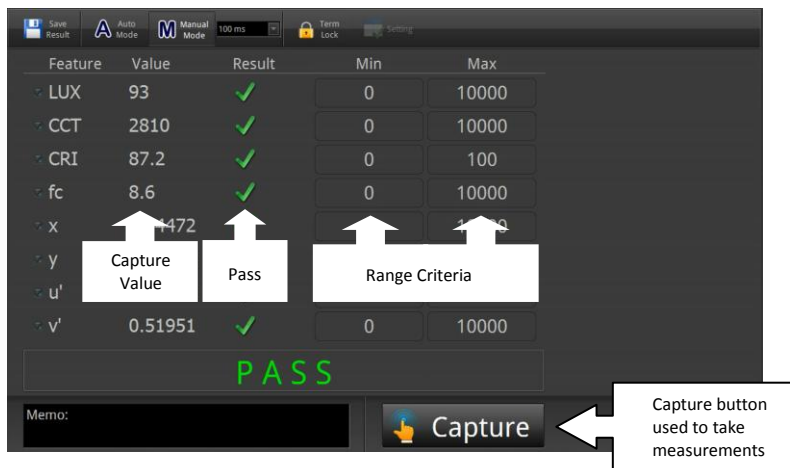 Save Result
Auto Mode
Manual Mode
100 ms
Term Lock
Setting
Feature Value Result Min Max
LUX 93 0 10000
CCT 2810 0 10000
CRI 87.2 0 100
fc 8.6 0 10000
x 4472
y
u'
Capture
Value
Pass
Range Criteria
v' 0.51951 0 10000
PASS
Memo:
Capture
Capture button
used to take
measurements